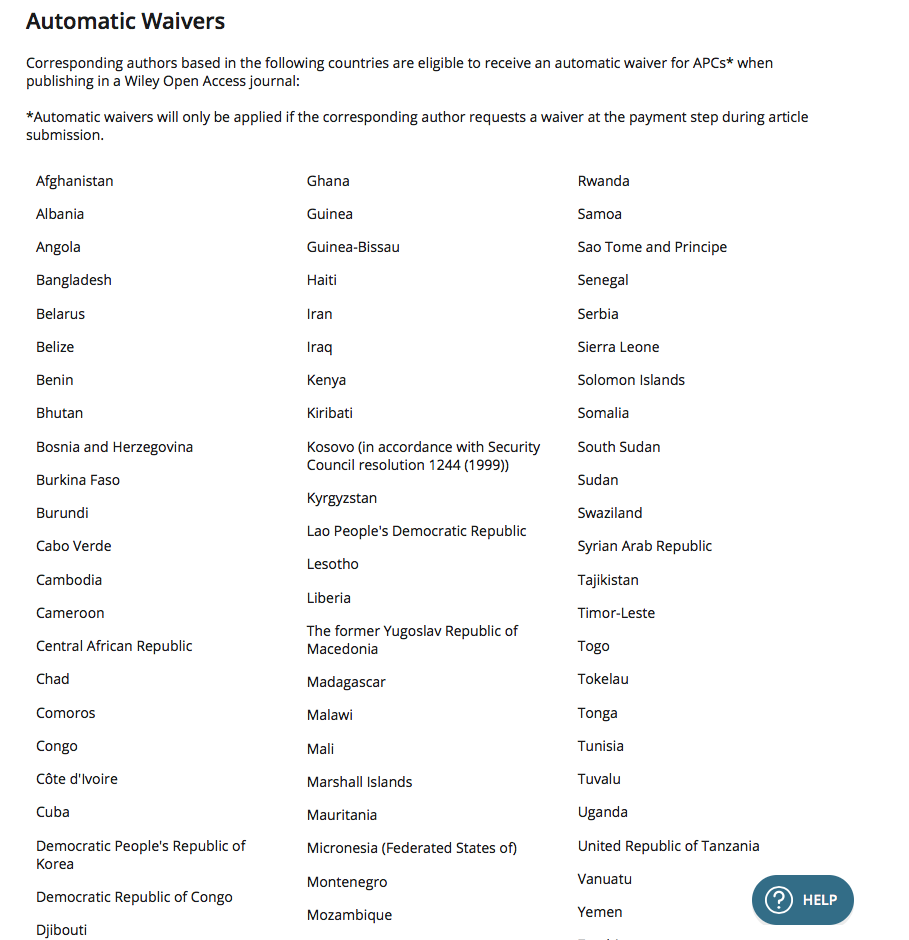 Automatic Waivers
Corresponding authors based in the following countries are eligible to receive an automatic waiver for APCs* when
publishing in a Wiley Open Access journal:
*Automatic waivers will only be applied if the corresponding author requests a waiver at the payment step during article
submission.
Afghanistan
Albania
Angola
Bangladesh
Belarus
Belize
Benin
Bhutan
Bosnia and Herzegovina
Burkina Faso
Burundi
Cabo Verde
Cambodia
Cameroon
Central African Republic
Chad
Comoros
Congo
Côte d'Ivoire
Cuba
Democratic People's Republic of
Korea
Democratic Republic of Congo
Djibouti
Ghana
Guinea
Guinea-Bissau
Haiti
Iran
Iraq
Kenya
Kiribati
Kosovo (in accordance with Security
Council resolution 1244 (1999))
Kyrgyzstan
Lao People's Democratic Republic
Lesotho
Liberia
The former Yugoslav Republic of
Macedonia
Madagascar
Malawi
Mali
Marshall Islands
Mauritania
Micronesia (Federated States of)
Montenegro
Mozambique
Rwanda
Samoa
Sao Tome and Principe
Senegal
Serbia
Sierra Leone
Solomon Islands
Somalia
South Sudan
Sudan
Swaziland
Syrian Arab Republic
Tajikistan
Timor-Leste
Togo
Tokelau
Tonga
Tunisia
Tuvalu
Uganda
United Republic of Tanzania
Vanuatu
Yemen
? HELP